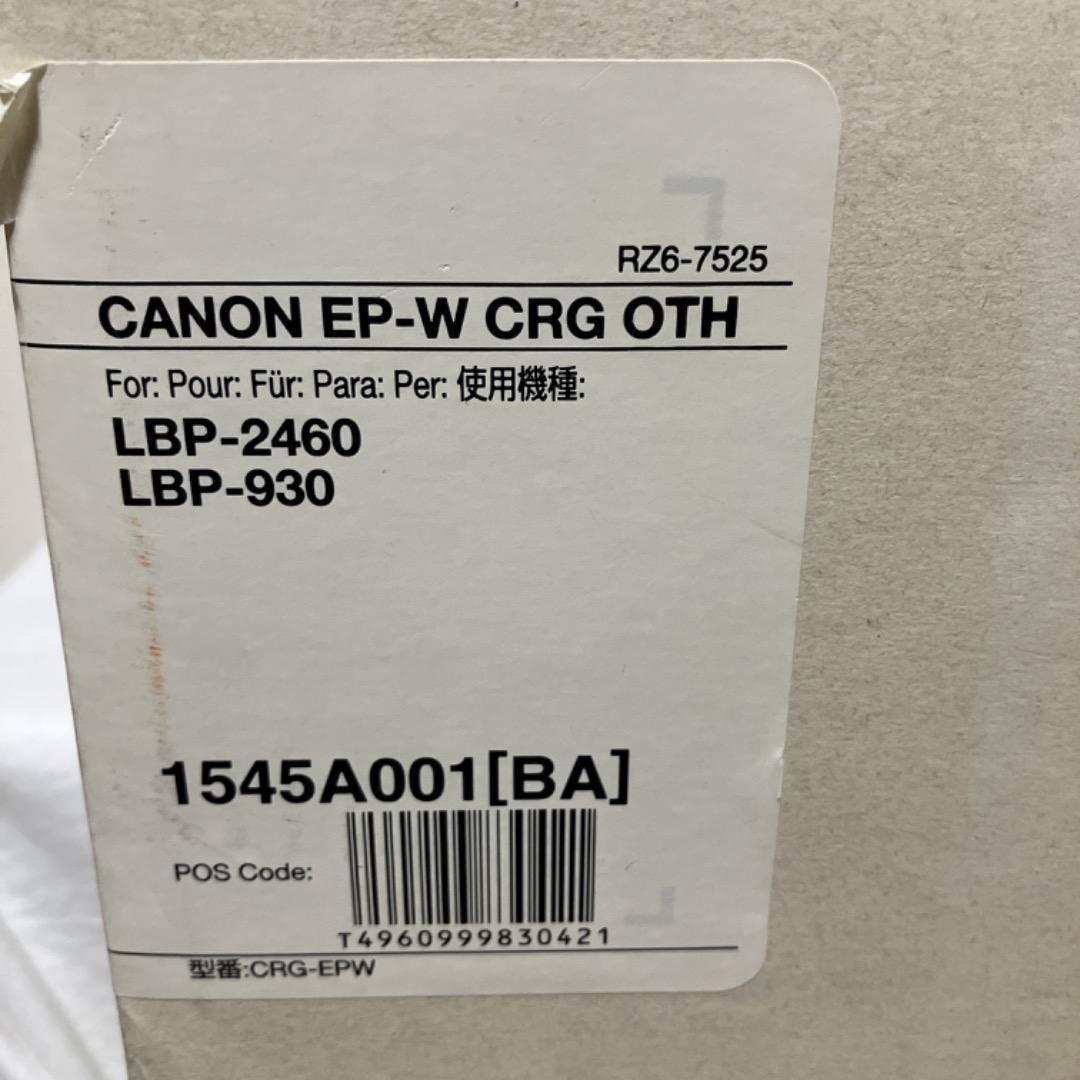 RZ6-7525
CANON EP-W CRG OTH
For: Pour: Für: Para: Per: 使用機種:
LBP-2460
LBP-930
1545A001[BA]
POS Code:
T4960999830421
型番:CRG-EPW